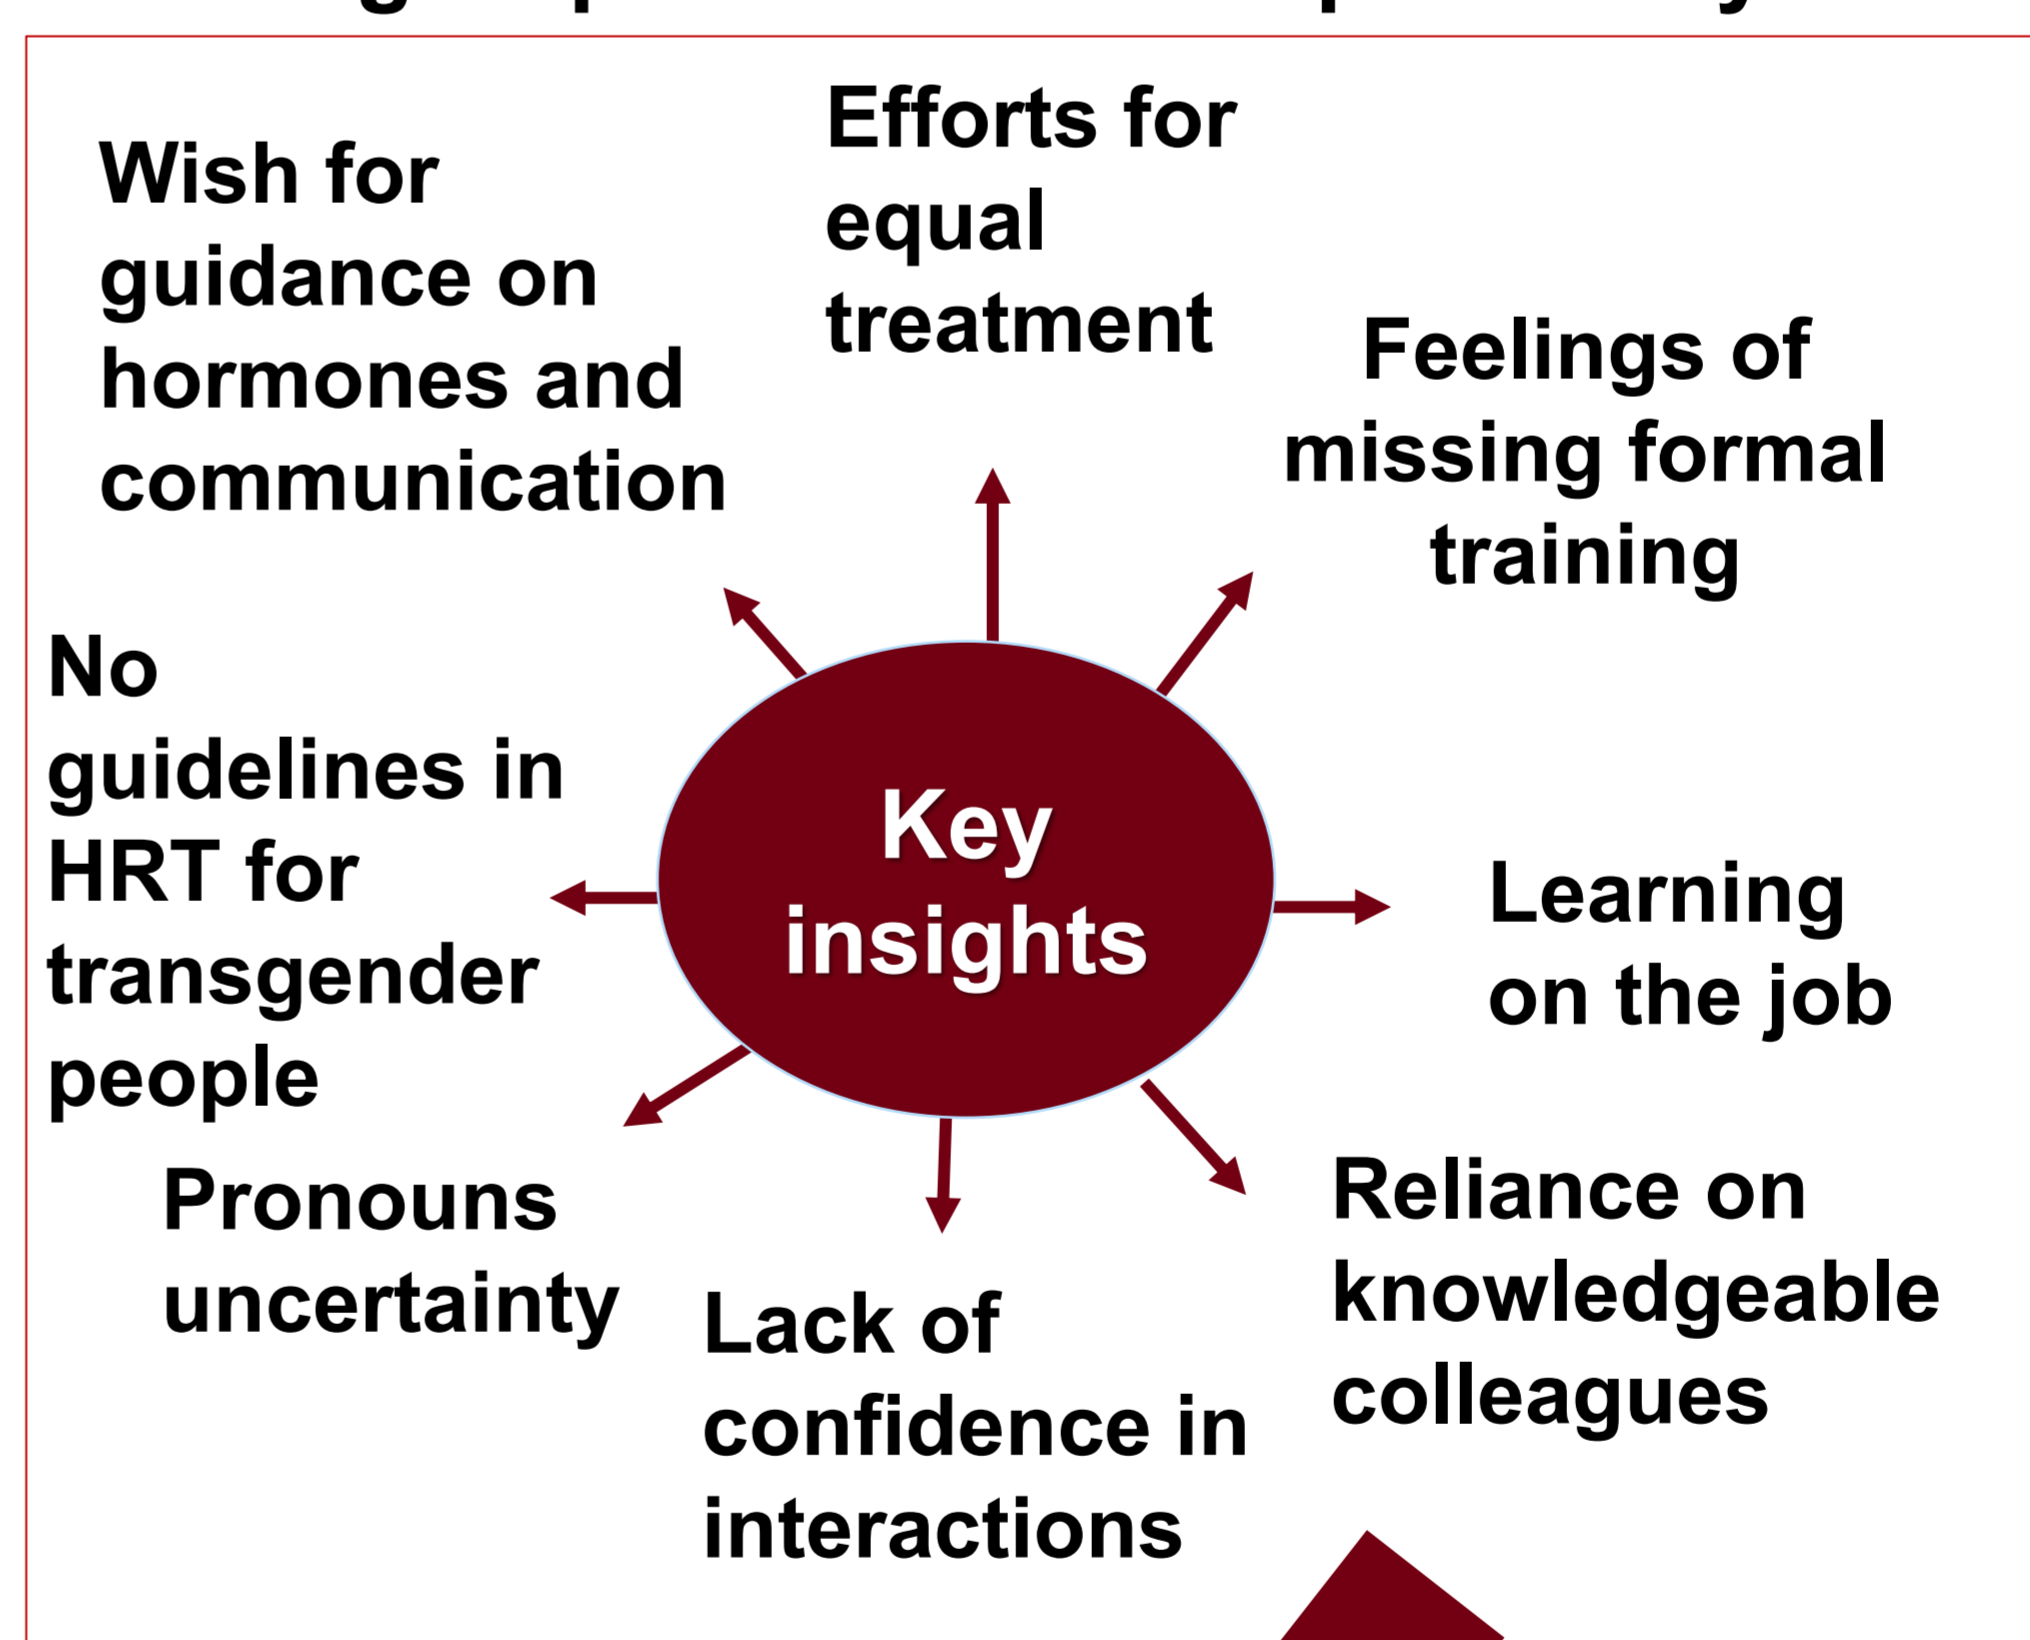 Wish for
guidance on
hormones and
communication
Efforts for
equal
treatment
Feelings of
missing formal
training
No
guidelines in
HRT for
transgender
people
Key
insights
Learning
on the job
Pronouns
uncertainty
Lack of
confidence in
interactions
Reliance on
knowledgeable
colleagues